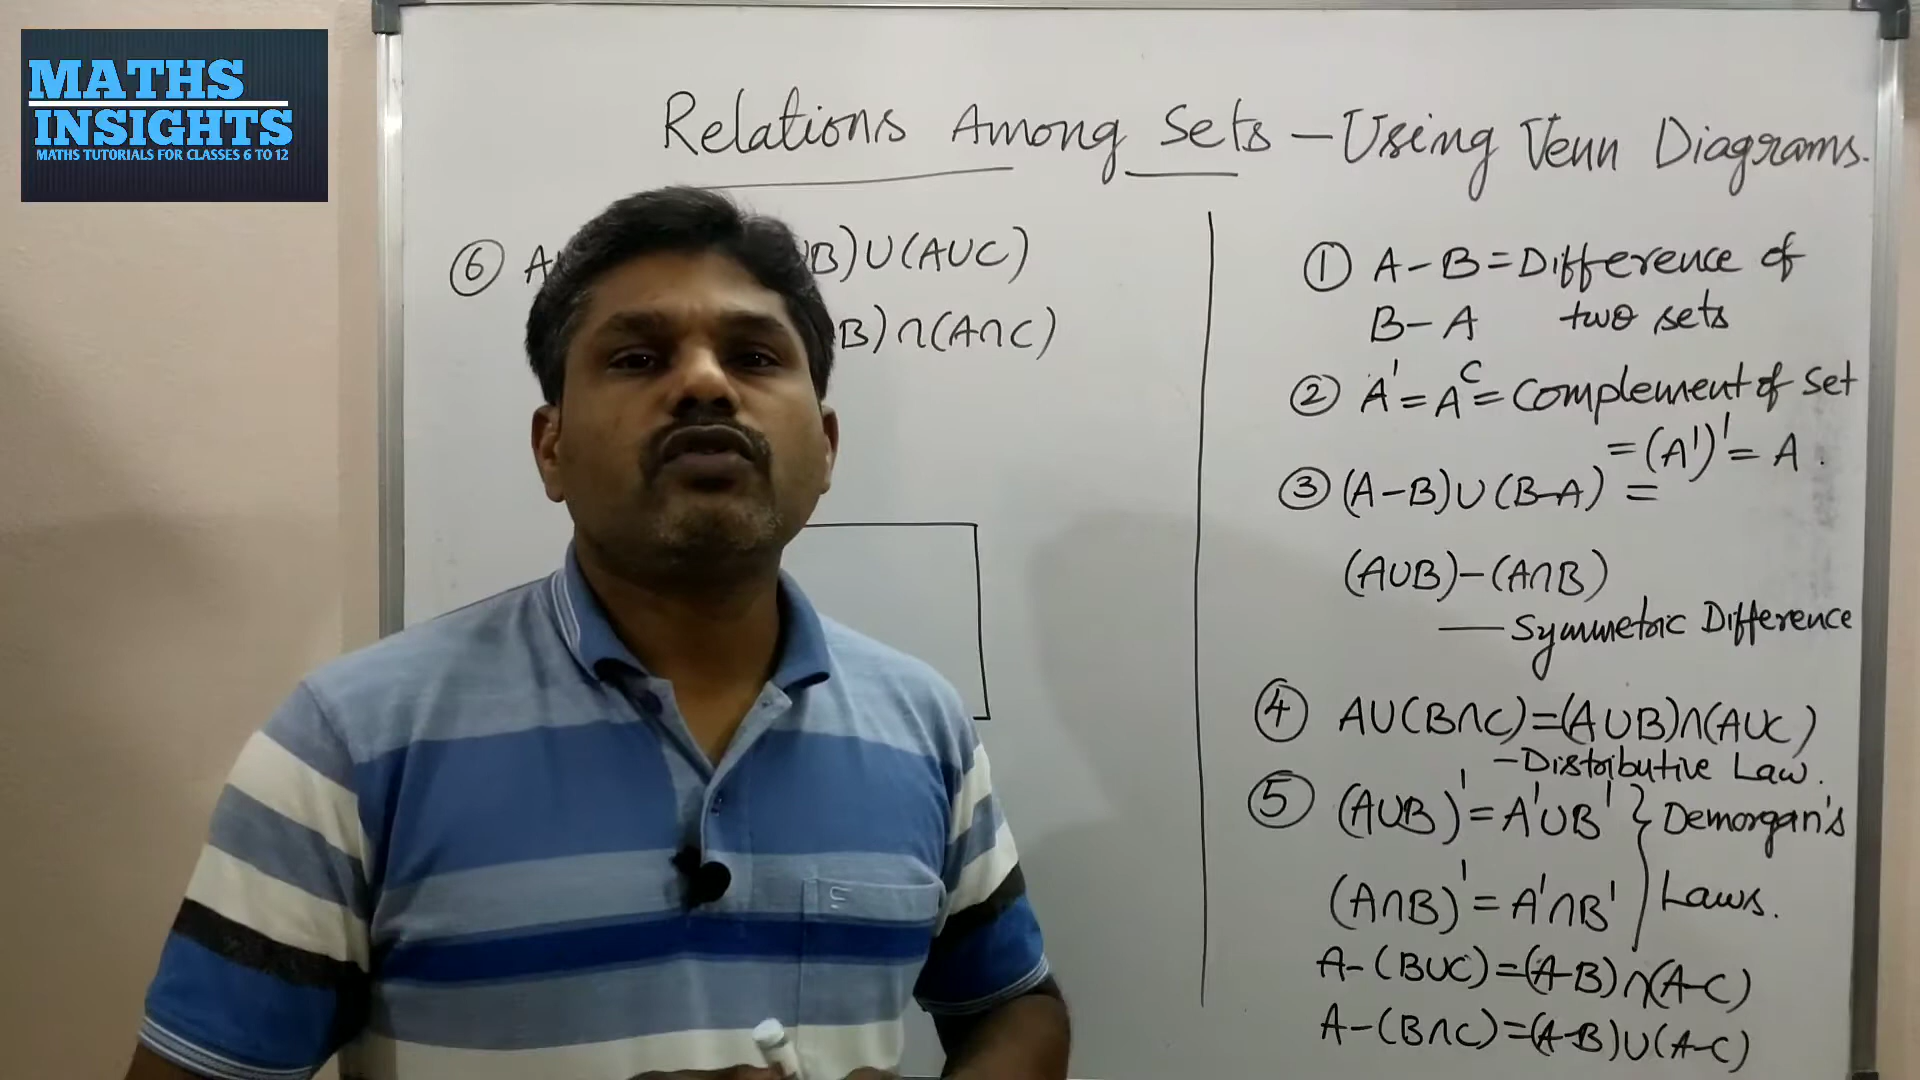 MATHS
INSIGHTS
MATHS TUTORIALS FOR CLASSES 6 TO 12
Relations Among Sets – Using Venn Diagrams.
⑥ A B)∪(A∪C)
B)∩(A∩C)
① A-B = Difference of
B-A two sets
② A' = Aᶜ = Complement of Set
= (A')' = A.
③ (A-B)∪(B-A) =
(A∪B)-(A∩B)
— Symmetric Difference
④ A∪(B∩C)=(A∪B)∩(A∪C)
- Distributive Law.
⑤ (A∪B)' = A'∪B' } Demorgan's
(A∩B)' = A'∩B' Laws.
A-(B∪C)=(A-B)∩(A-C)
A-(B∩C)=(A-B)∪(A-C)